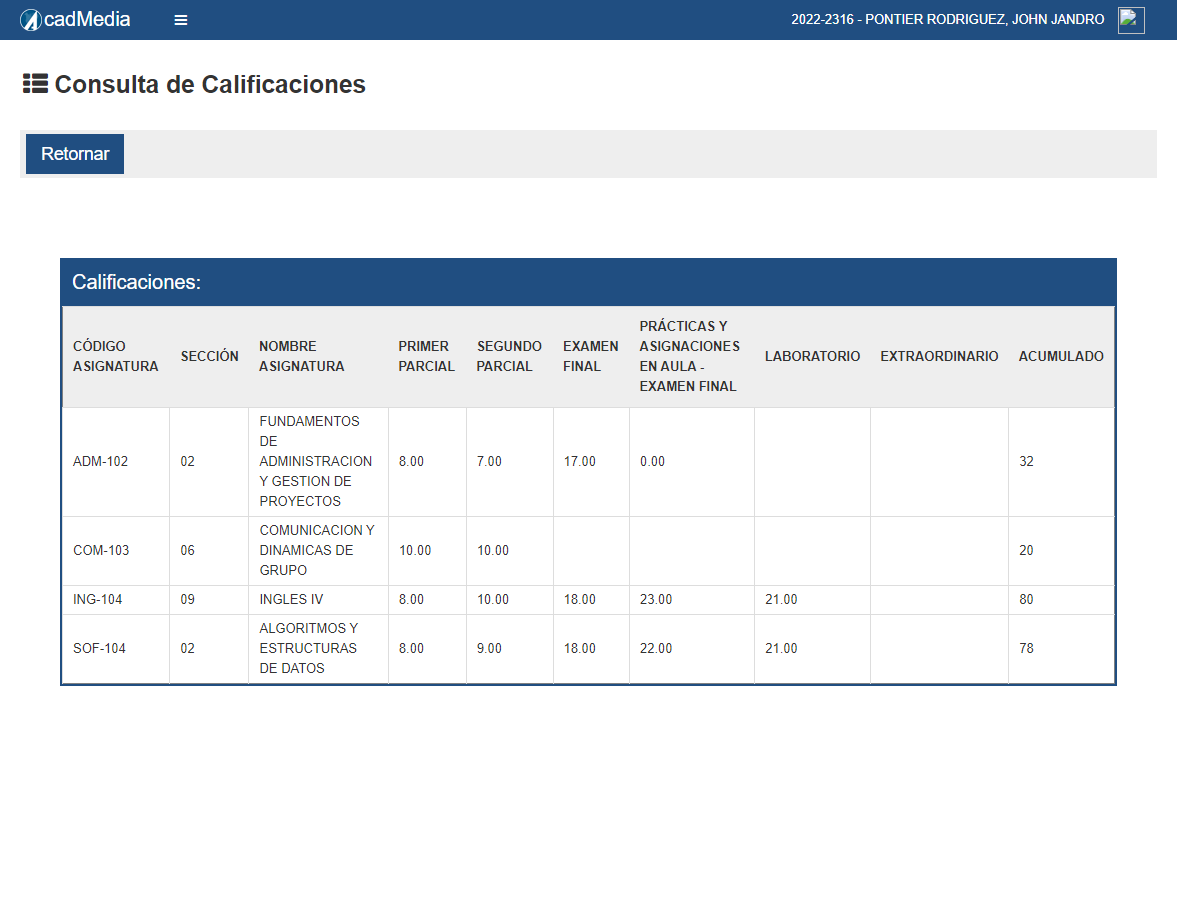 cadMedia
2022-2316 - PONTIER RODRIGUEZ, JOHN JANDRO
Consulta de Calificaciones
Retornar
Calificaciones:
CÓDIGO
ASIGNATURA
SECCIÓN
NOMBRE
ASIGNATURA
PRIMER
PARCIAL
SEGUNDO
PARCIAL
EXAMEN
FINAL
PRÁCTICAS Y
ASIGNACIONES
EN AULA -
EXAMEN FINAL
LABORATORIO
EXTRAORDINARIO
ACUMULADO
ADM-102
02
FUNDAMENTOS
DE
ADMINISTRACION
Y GESTION DE
PROYECTOS
8.00
7.00
17.00
0.00
32
COM-103
06
COMUNICACION Y
DINAMICAS DE
GRUPO
10.00
10.00
20
ING-104
09
INGLES IV
8.00
10.00
18.00
23.00
21.00
80
SOF-104
02
ALGORITMOS Y
ESTRUCTURAS
DE DATOS
8.00
9.00
18.00
22.00
21.00
78